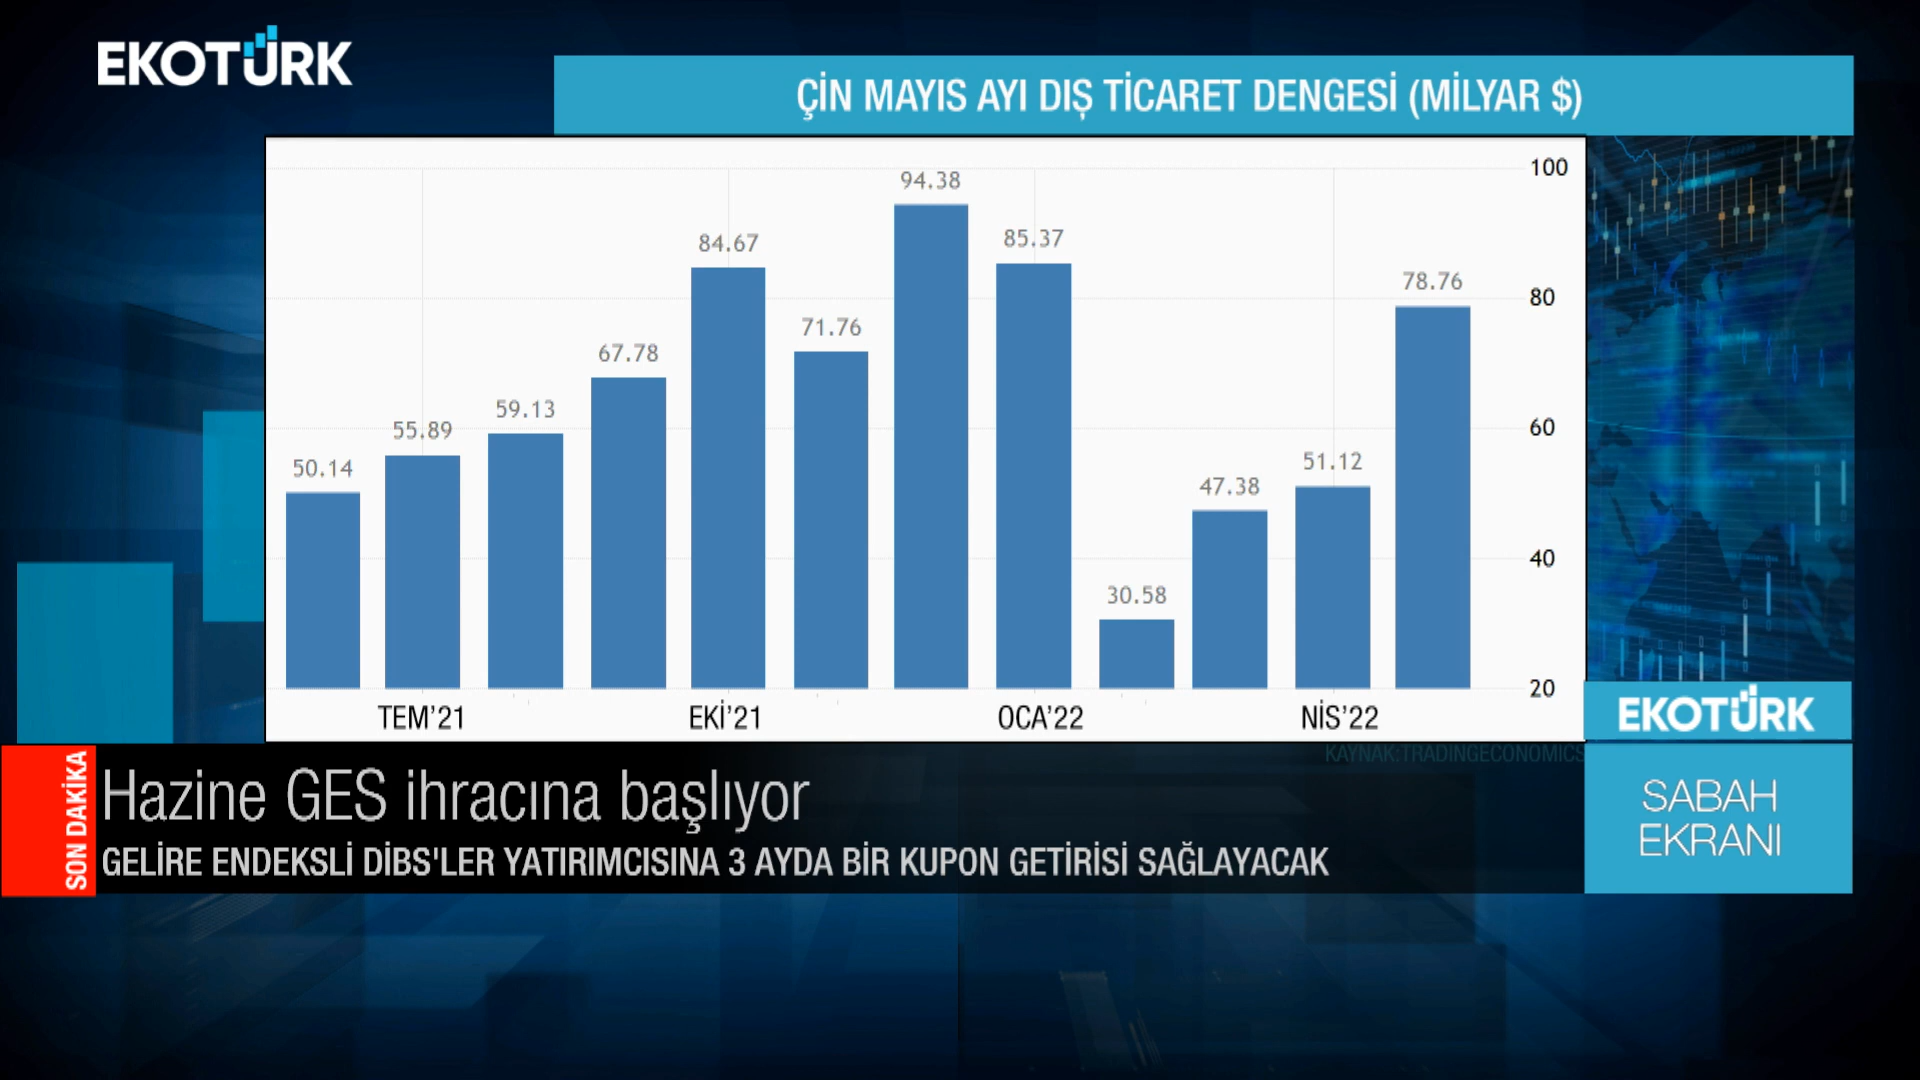 EKOTÜRK
ÇİN MAYIS AYI DIŞ TİCARET DENGESİ (MİLYAR $)
100
94.38
84.67
85.37
78.76
80
71.76
67.78
59.13
55.89
60
50.14
51.12
47.38
40
30.58
20
TEM’21 EKİ’21 OCA’22 NİS’22
EKOTÜRK
KAYNAK:TRADINGECONOMICS
SON DAKİKA
Hazine GES ihracına başlıyor
GELİRE ENDEKSLİ DİBS'LER YATIRIMCISINA 3 AYDA BİR KUPON GETİRİSİ SAĞLAYACAK
SABAH
EKRANI